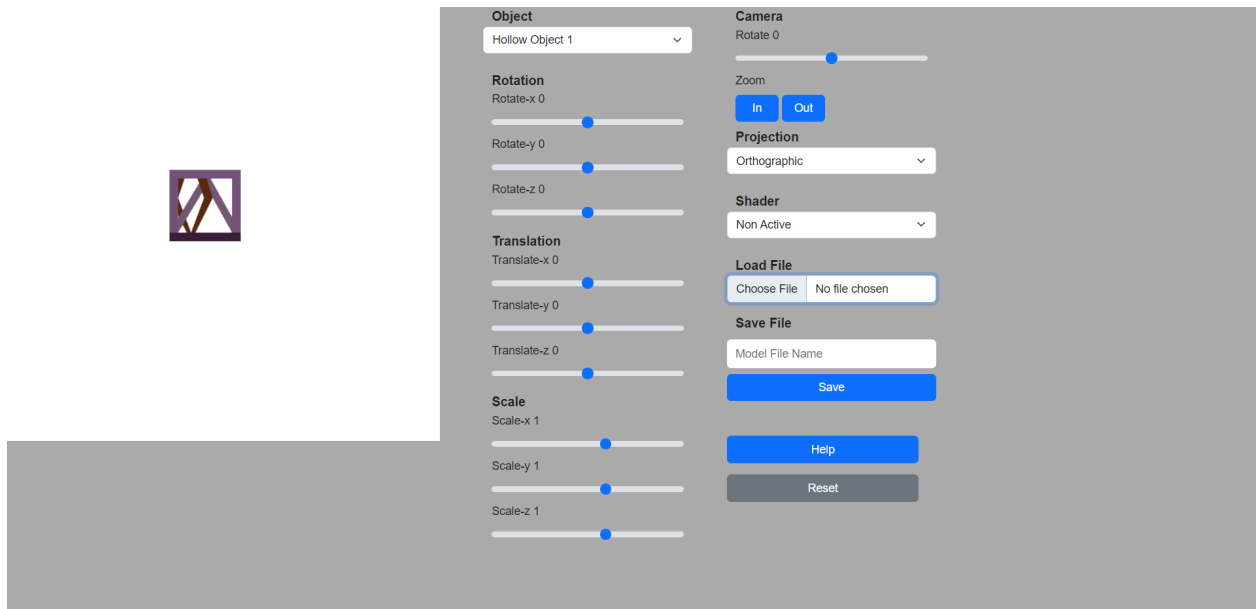 Object
Hollow Object 1
Rotation
Rotate-x 0
Rotate-y 0
Rotate-z 0
Translation
Translate-x 0
Translate-y 0
Translate-z 0
Scale
Scale-x 1
Scale-y 1
Scale-z 1
Camera
Rotate 0
Zoom
In Out
Projection
Orthographic
Shader
Non Active
Load File
Choose File No file chosen
Save File
Model File Name
Save
Help
Reset